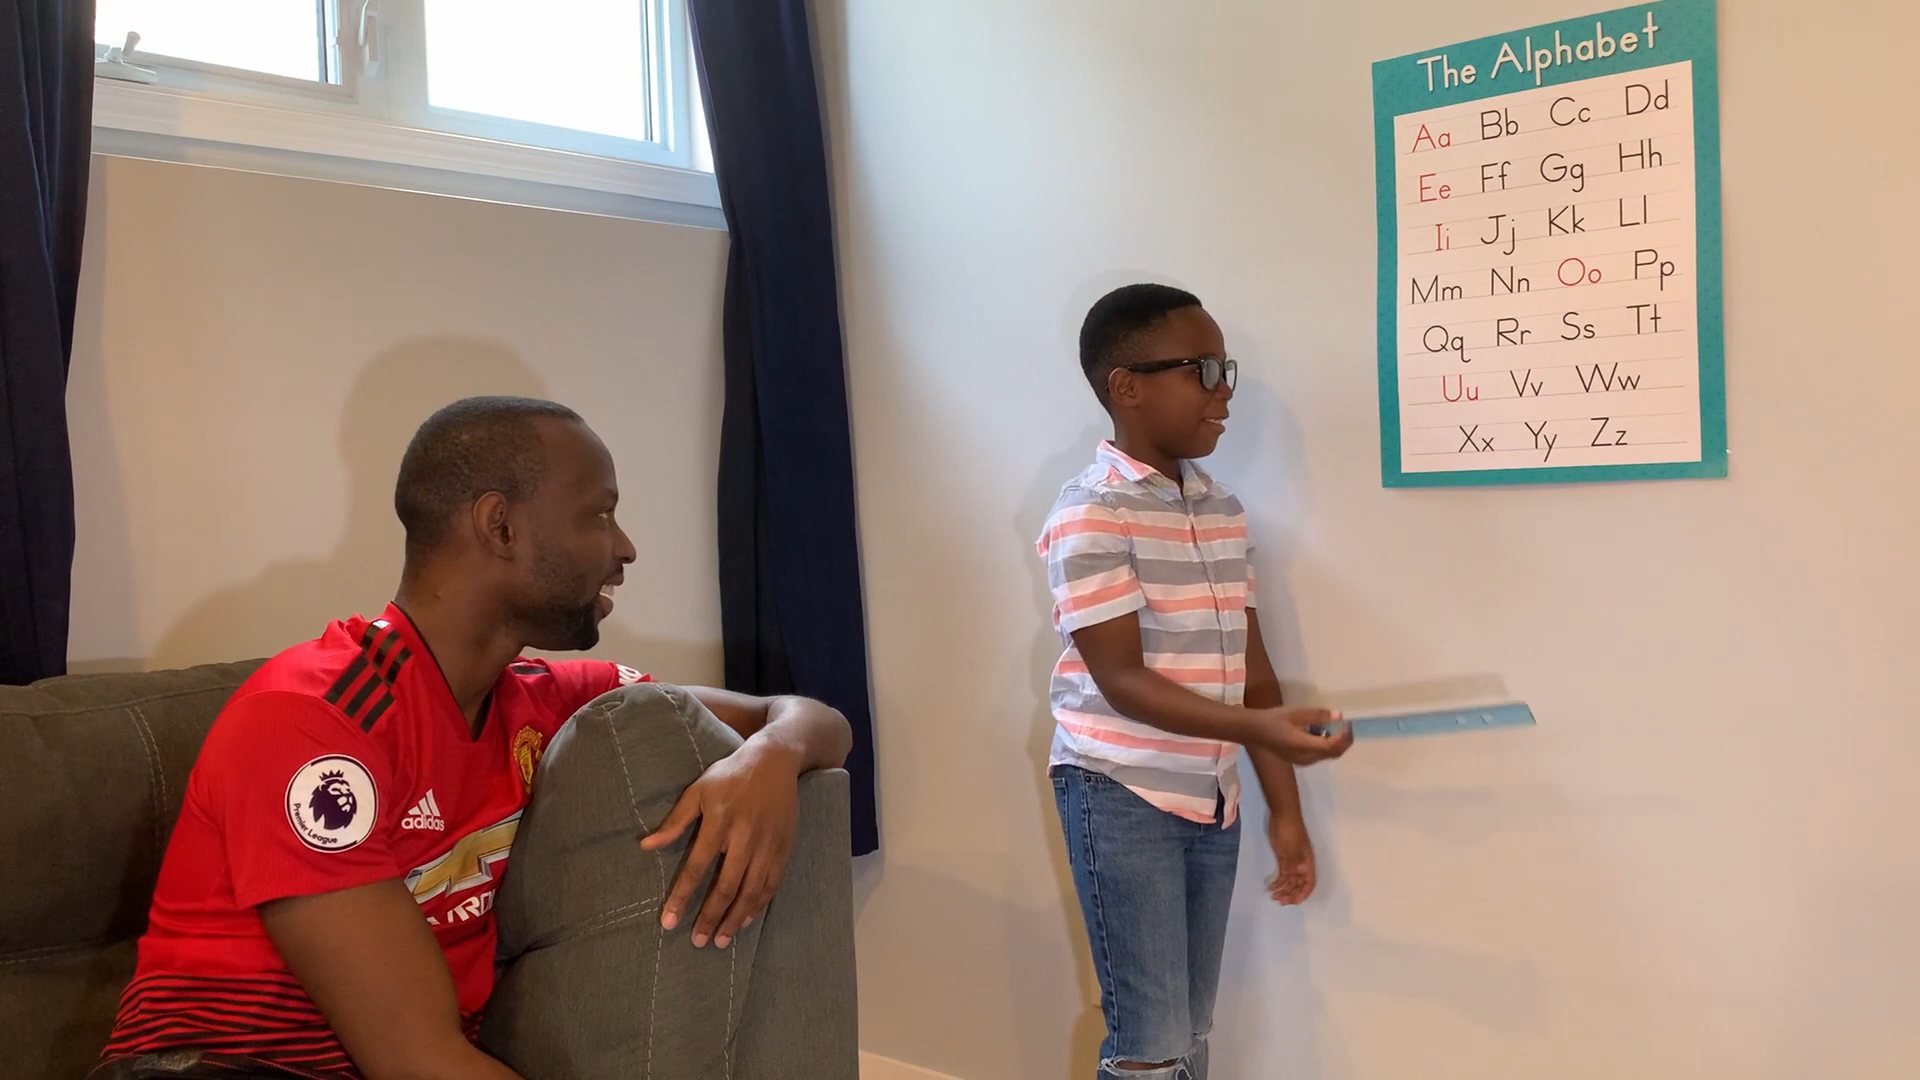 The Alphabet
Aa Bb Cc Dd
Ee Ff Gg Hh
Ii Jj Kk Ll
Mm Nn Oo Pp
Qq Rr Ss Tt
Uu Vv Ww
Xx Yy Zz
Premier League
adidas